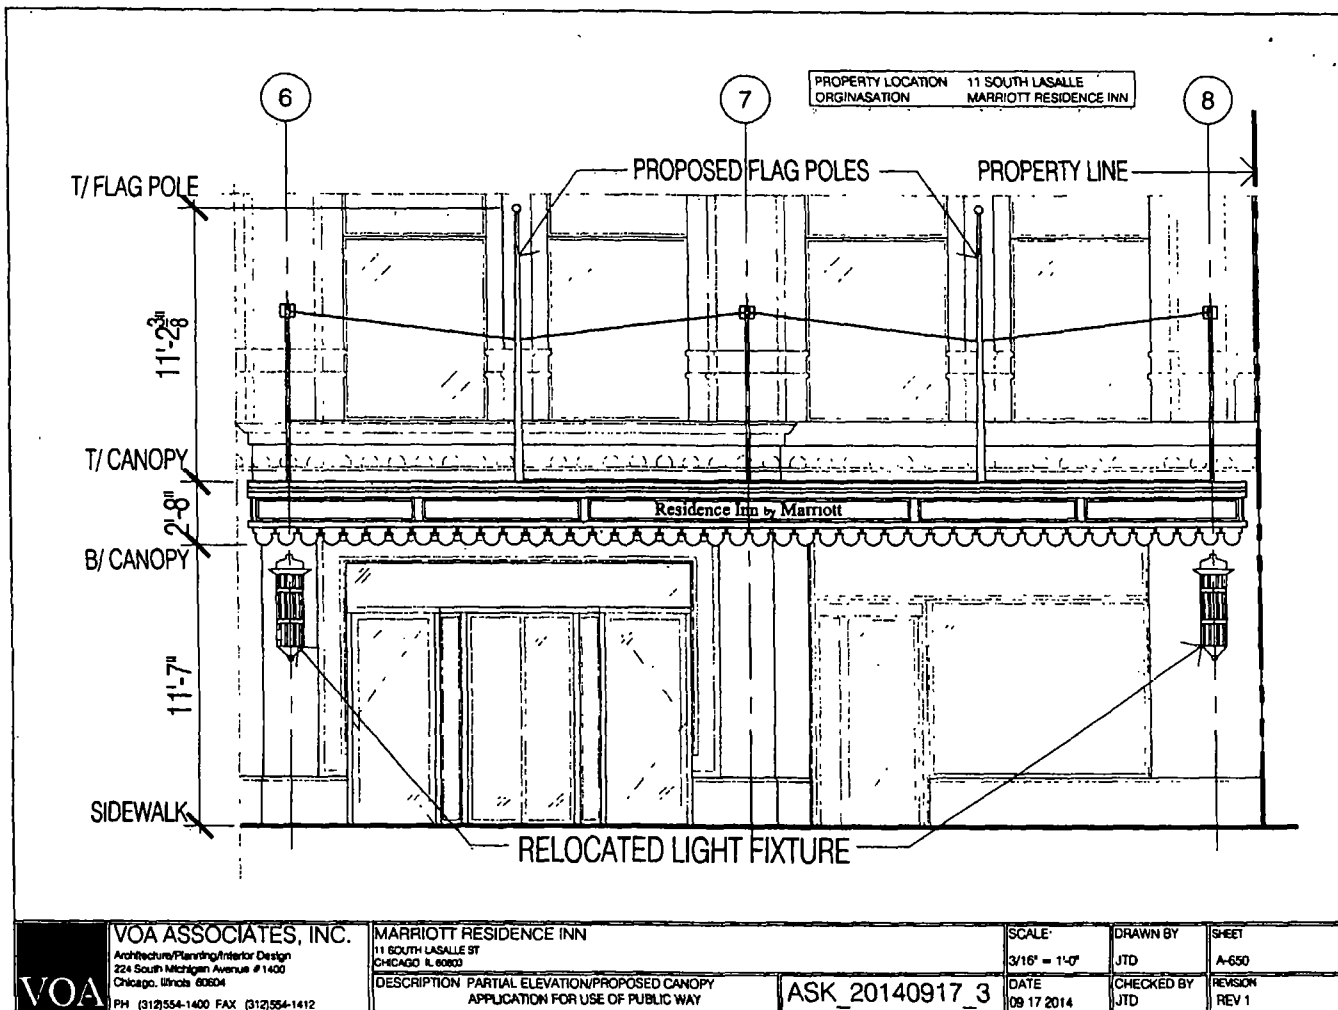 6
7
8
PROPERTY LOCATION 11 SOUTH LASALLE
ORGINASATION MARRIOTT RESIDENCE INN
PROPOSED FLAG POLES
PROPERTY LINE
T/ FLAG POLE
11'-2 3/8"
T/ CANOPY
2'-8"
Residence Inn by Marriott
B/ CANOPY
11'-7"
SIDEWALK
RELOCATED LIGHT FIXTURE
VOA
VOA ASSOCIATES, INC.
Architecture/Planning/Interior Design
224 South Michigan Avenue # 1400
Chicago, Illinois 60604
PH (312)554-1400 FAX (312)554-1412
MARRIOTT RESIDENCE INN
11 SOUTH LASALLE ST
CHICAGO IL 60603
DESCRIPTION PARTIAL ELEVATION/PROPOSED CANOPY
APPLICATION FOR USE OF PUBLIC WAY
ASK_20140917_3
SCALE:
3/16" = 1'-0"
DRAWN BY
JTD
SHEET
A-650
DATE
09 17 2014
CHECKED BY
JTD
REVISION
REV 1